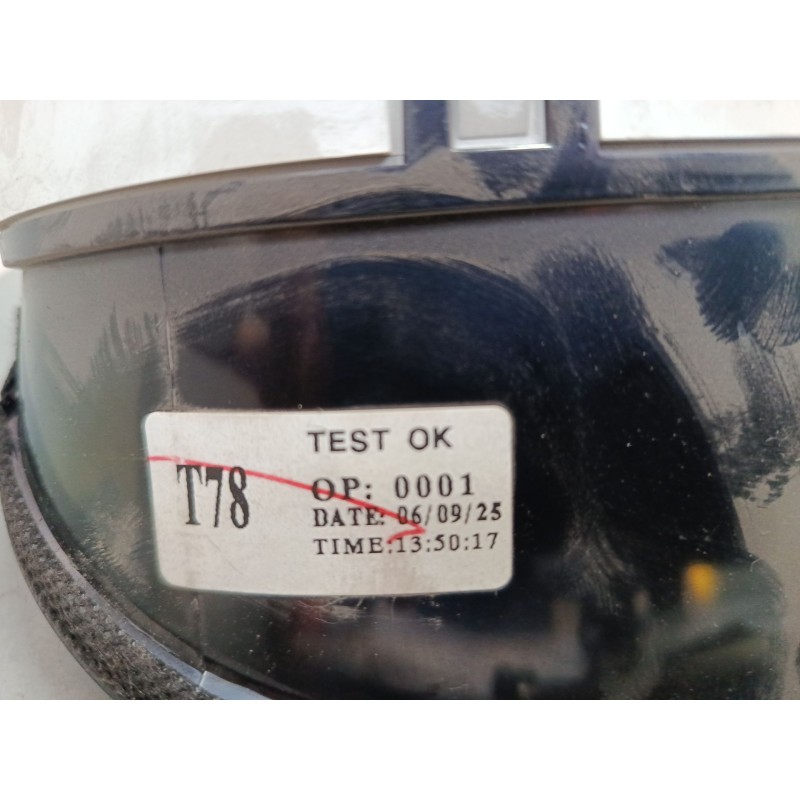 TEST OK
T78
OP: 0001
DATE: 06/09/25
TIME:13:50:17